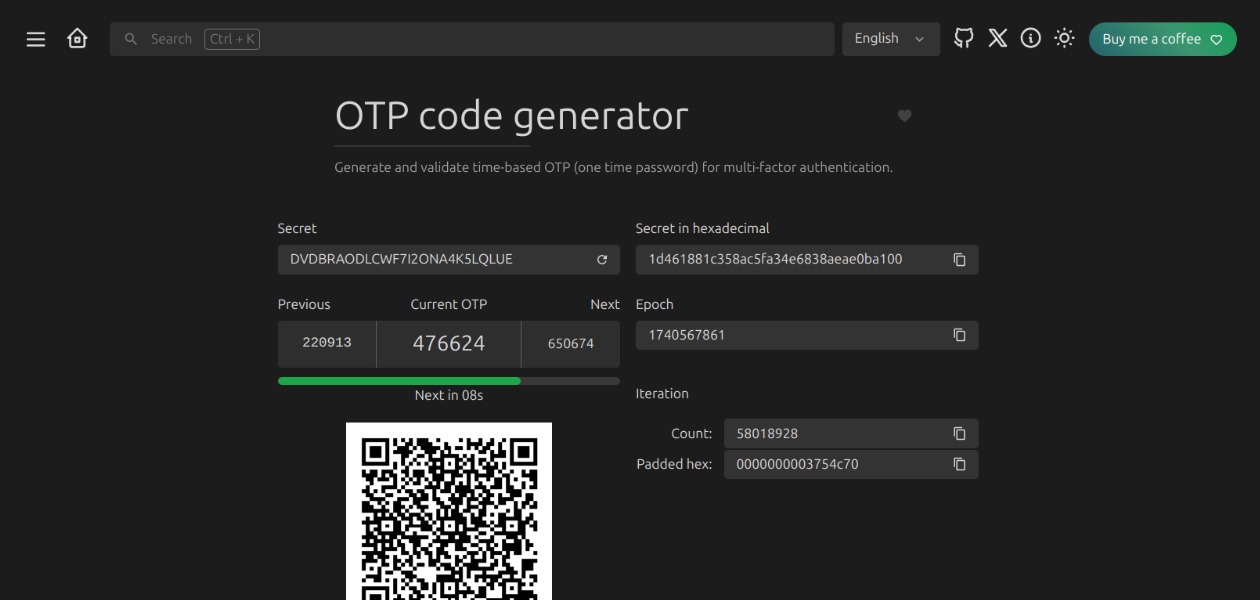 Search Ctrl + K English Buy me a coffee
OTP code generator
Generate and validate time-based OTP (one time password) for multi-factor authentication.
Secret
DVDBRAODLCWF7I2ONA4K5LQLUE
Previous Current OTP Next
220913 476624 650674
Next in 08s
Secret in hexadecimal
1d461881c358ac5fa34e6838aeae0ba100
Epoch
1740567861
Iteration
Count: 58018928
Padded hex: 0000000003754c70